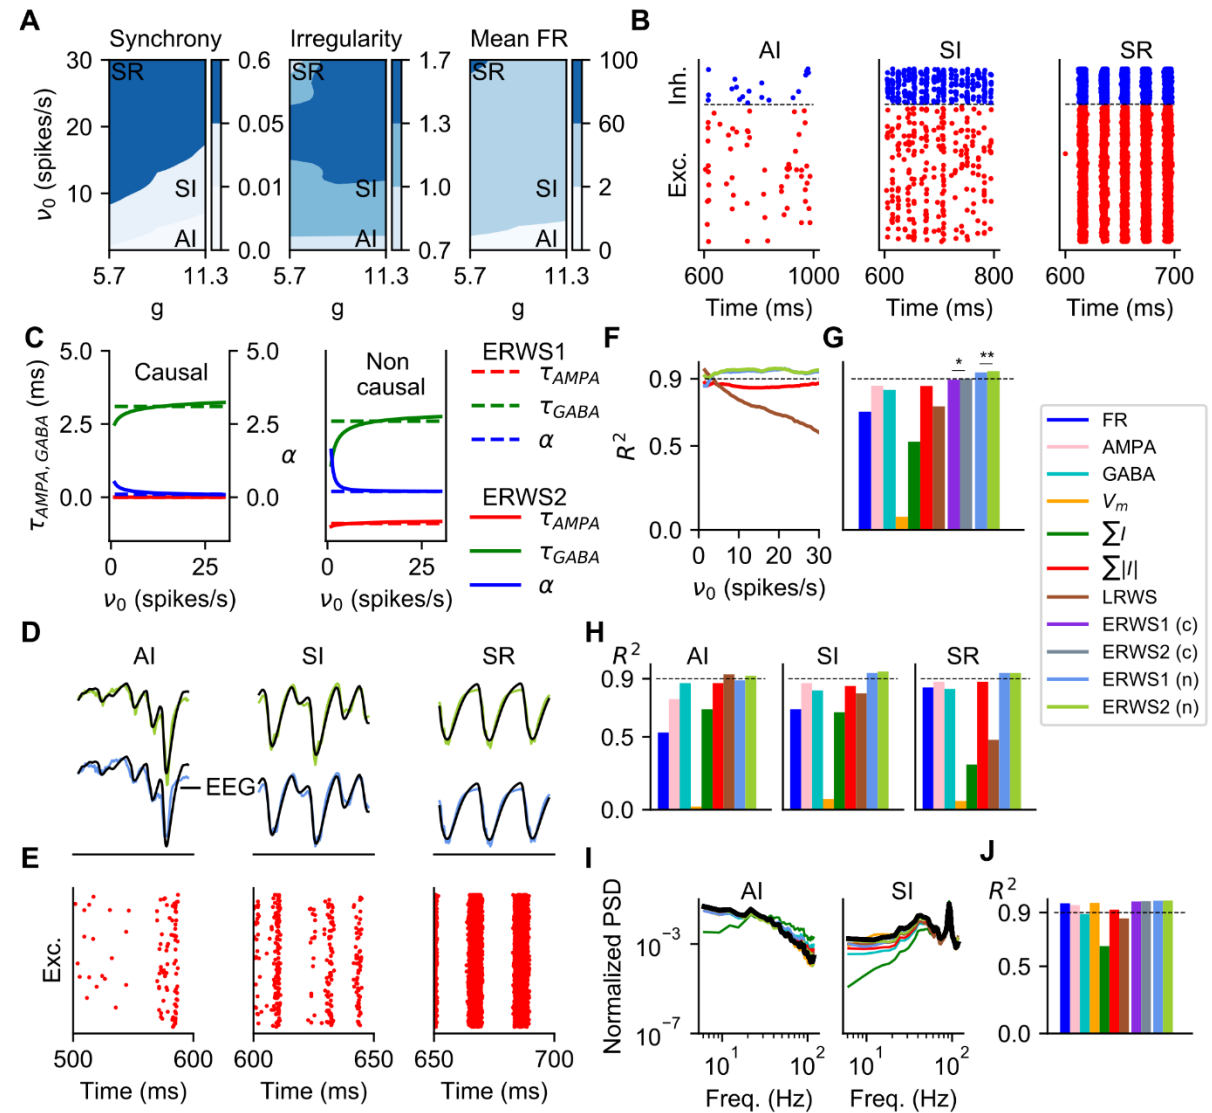 A
Synchrony Irregularity Mean FR
ν0 (spikes/s)
30 20 10
SR SI AI
0.6 0.05 0.01 0.0
SR SI AI
1.7 1.3 1.0 0.7
SR SI AI
100 60 2 0
5.7 11.3 5.7 11.3 5.7 11.3
g g g
B
AI SI SR
Inh.
Exc.
600 1000 600 800 600 700
Time (ms) Time (ms) Time (ms)
C
τAMPA, GABA (ms)
5.0 2.5 0.0
Causal
5.0 2.5 0.0
α
Non
causal
0 25 0 25
ν0 (spikes/s) ν0 (spikes/s)
ERWS1
τAMPA
τGABA
α
ERWS2
τAMPA
τGABA
α
F
R2
0.9
0.5
0.0
0 10 20 30
ν0 (spikes/s)
G
* **
FR
AMPA
GABA
Vm
∑I
∑|I|
LRWS
ERWS1 (c)
ERWS2 (c)
ERWS1 (n)
ERWS2 (n)
D
AI SI SR
EEG
E
Exc.
500 600 600 650 650 700
Time (ms) Time (ms) Time (ms)
H
R2 AI SI SR
0.9
0.5
0.0
I
Normalized PSD
AI SI
10−3 10−3
10−7 10−7
101 102 101 102
Freq. (Hz) Freq. (Hz)
J
R2
0.9
0.5
0.0